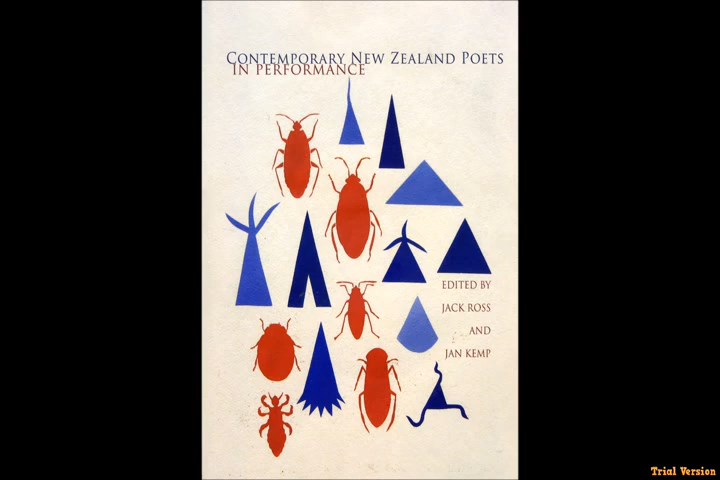 CONTEMPORARY NEW ZEALAND POETS
IN PERFORMANCE
EDITED BY
JACK ROSS
AND
JAN KEMP
Trial Version